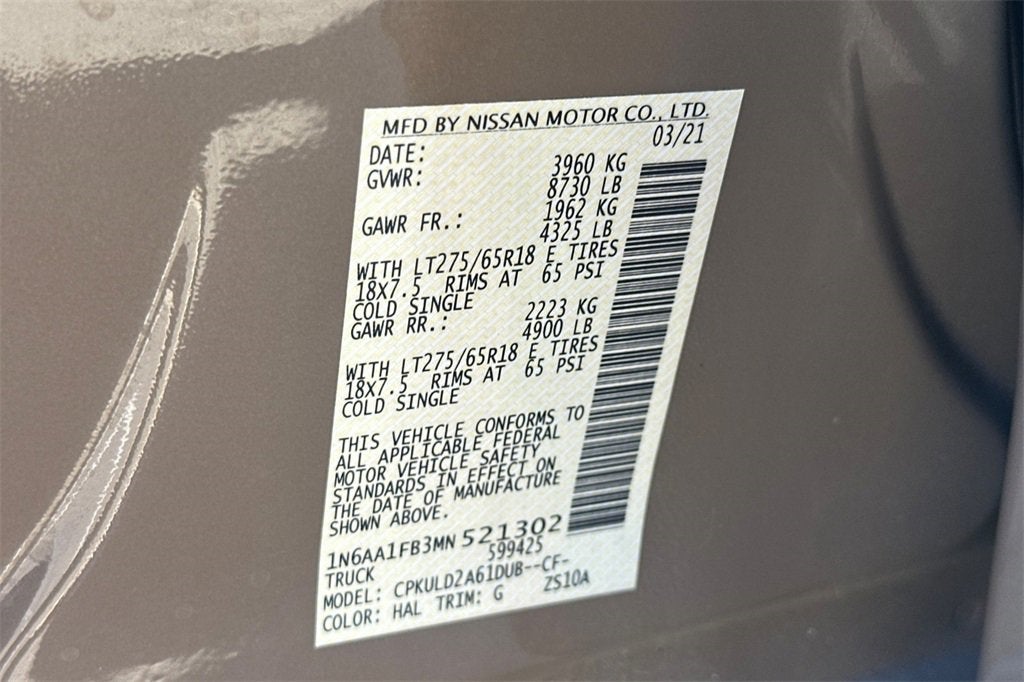 MFD BY NISSAN MOTOR CO., LTD.
DATE: 03/21
GVWR: 3960 KG
8730 LB
GAWR FR.: 1962 KG
4325 LB
WITH LT275/65R18 E TIRES
18X7.5 RIMS AT 65 PSI
COLD SINGLE
GAWR RR.: 2223 KG
4900 LB
WITH LT275/65R18 E TIRES
18X7.5 RIMS AT 65 PSI
COLD SINGLE
THIS VEHICLE CONFORMS TO
ALL APPLICABLE FEDERAL
MOTOR VEHICLE SAFETY
STANDARDS IN EFFECT ON
THE DATE OF MANUFACTURE
SHOWN ABOVE.
1N6AA1FB3MN 521302
TRUCK 599425
MODEL: CPKULD2A61DUB--CF-
COLOR: HAL TRIM: G ZS10A